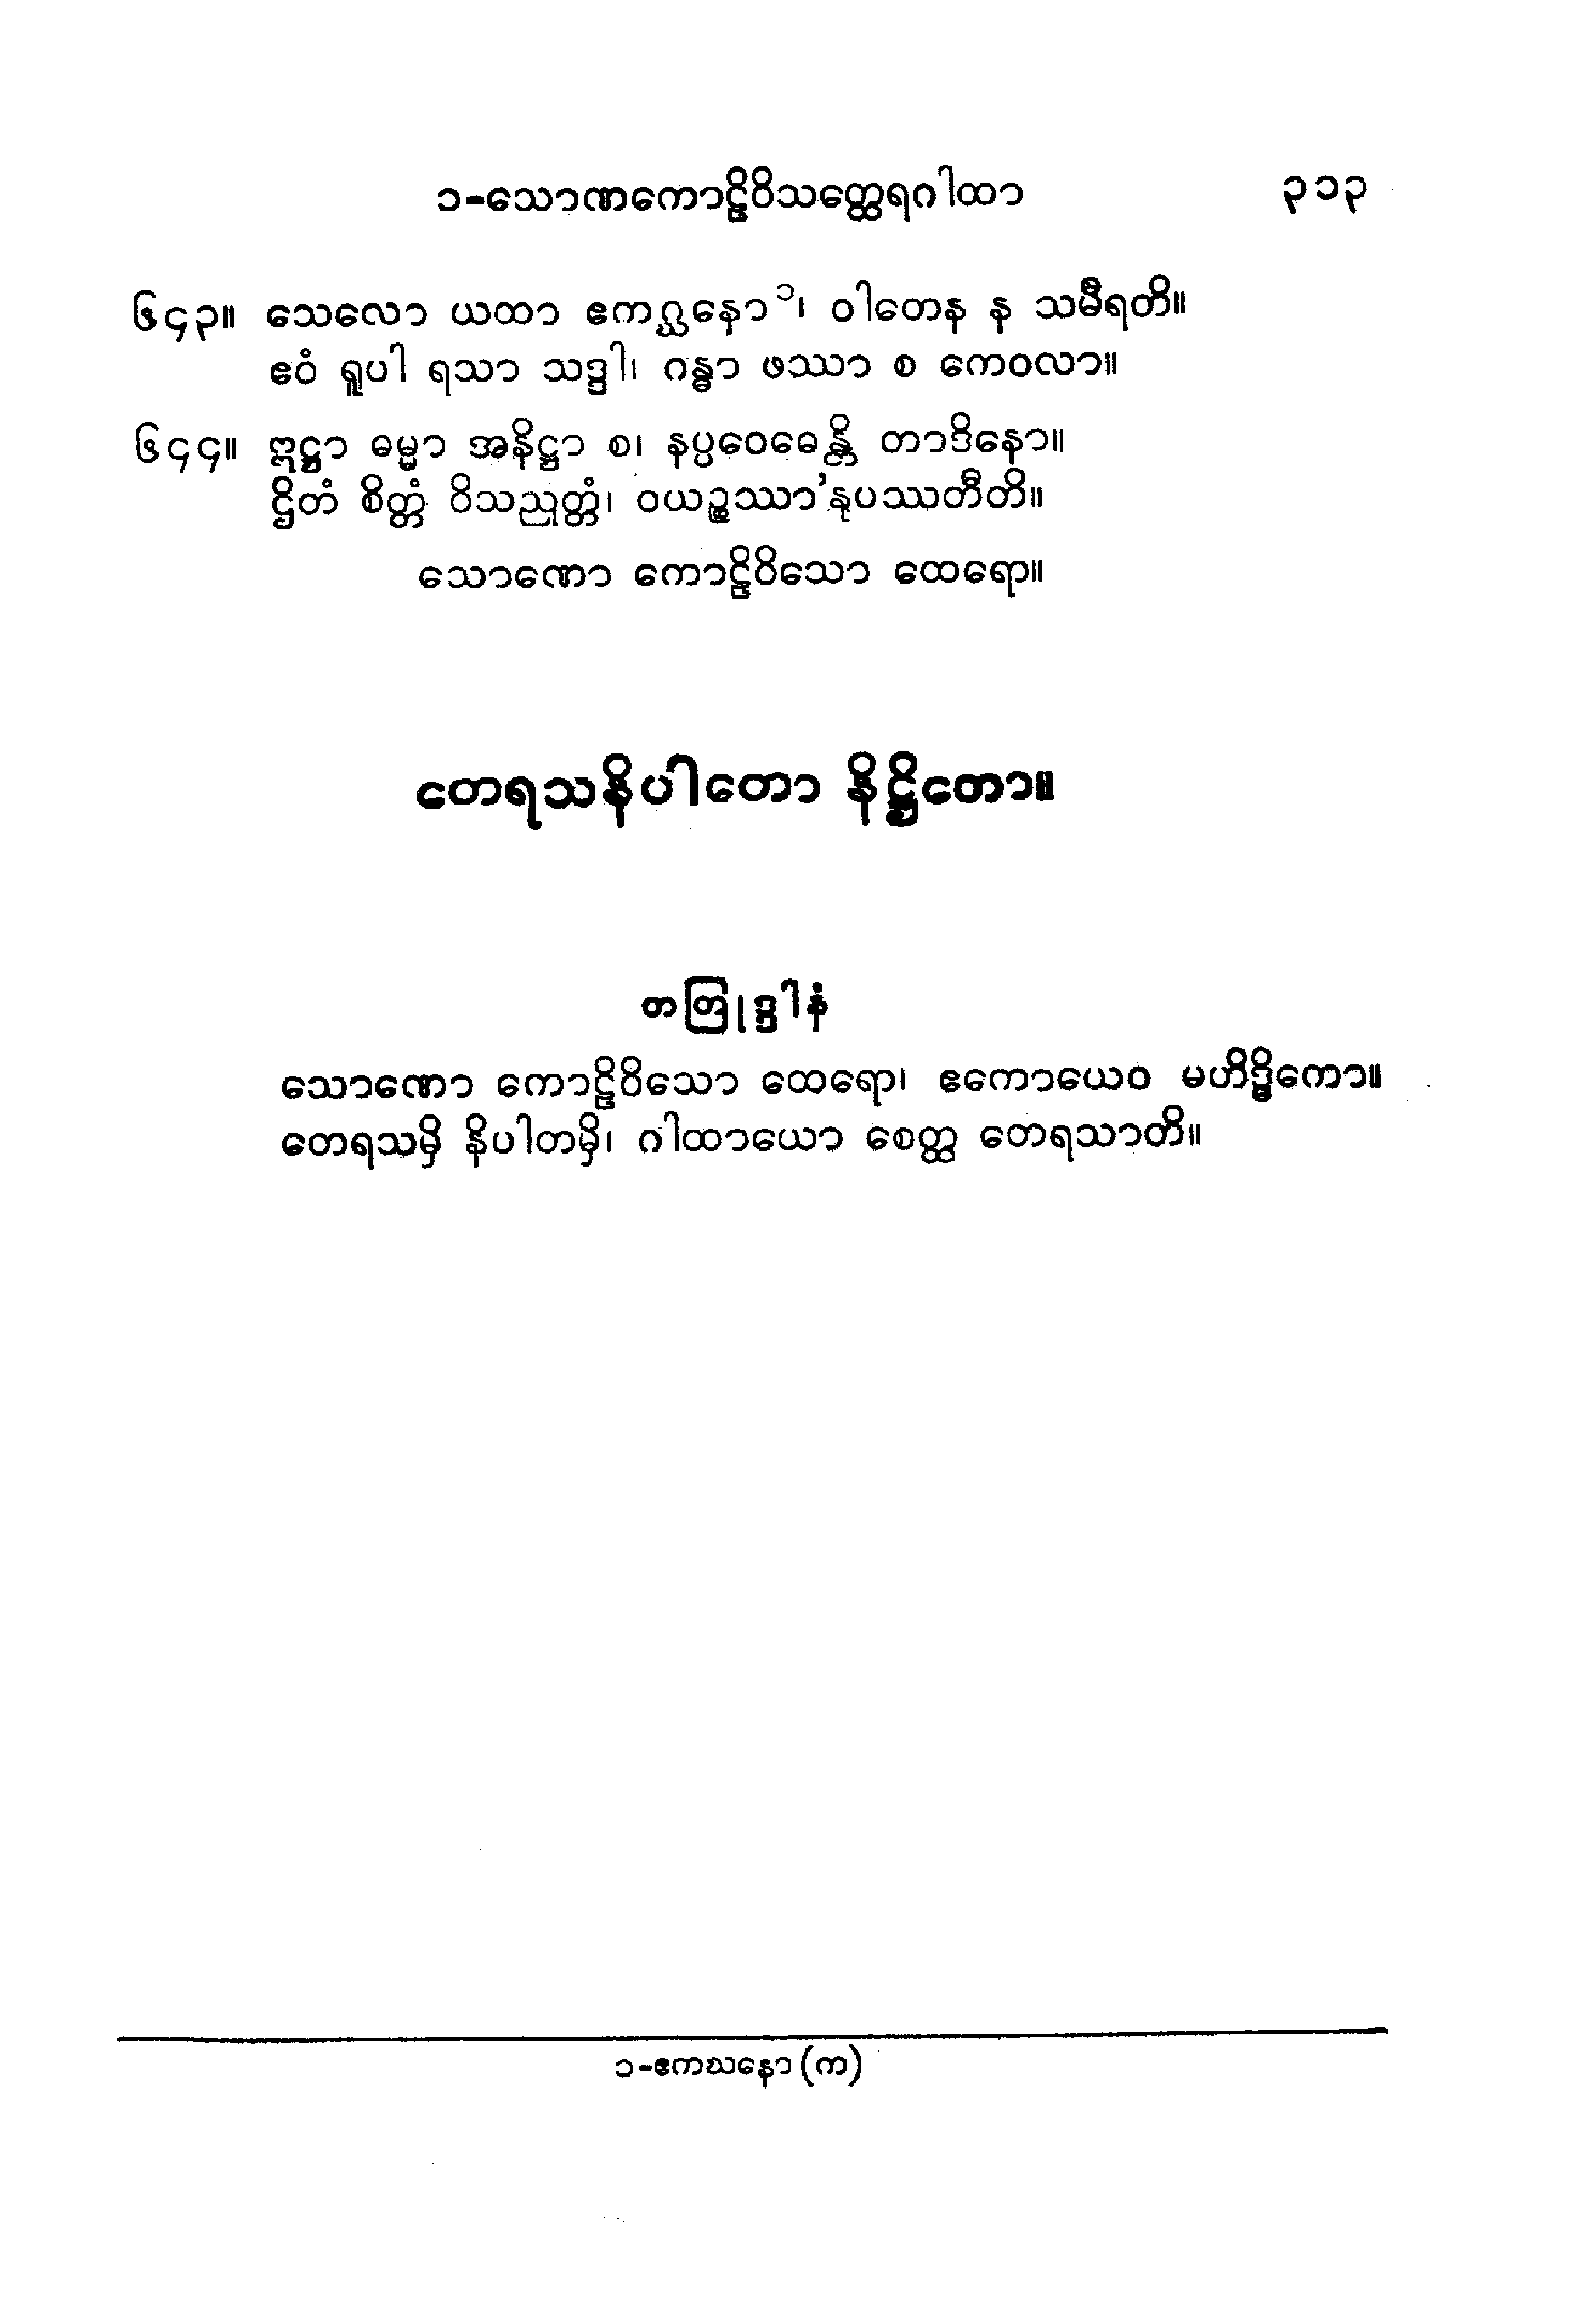 ၁-သောဏကောဠိဝိသတ္ထေရဂါထာ ၃၁၃
၆၄၃။ သေလော ယထာ ဧကဂ္ဃနော၁၊ ဝါတေန န သမီရတိ။
ဧဝံ ရူပါ ရသာ သဒ္ဒါ၊ ဂန္ဓာ ဖဿာ စ ကေဝလာ။
၆၄၄။ ဣဋ္ဌာ ဓမ္မာ အနိဋ္ဌာ စ၊ နပ္ပဝေဓေန္တိ တာဒိနော။
ဌိတံ စိတ္တံ ဝိသညုတ္တံ၊ ဝယဉ္စဿာ’နုပဿတီတိ။
သောဏော ကောဠိဝိသော ထေရော။
တေရသနိပါတော နိဋ္ဌိတော။
တတြုဒ္ဒါနံ
သောဏော ကောဠိဝိသော ထေရော၊ ဧကောယေဝ မဟိဒ္ဓိကော။
တေရသမှိ နိပါတမှိ၊ ဂါထာယော စေတ္ထ တေရသာတိ။
၁-ဧကဃနော (က)